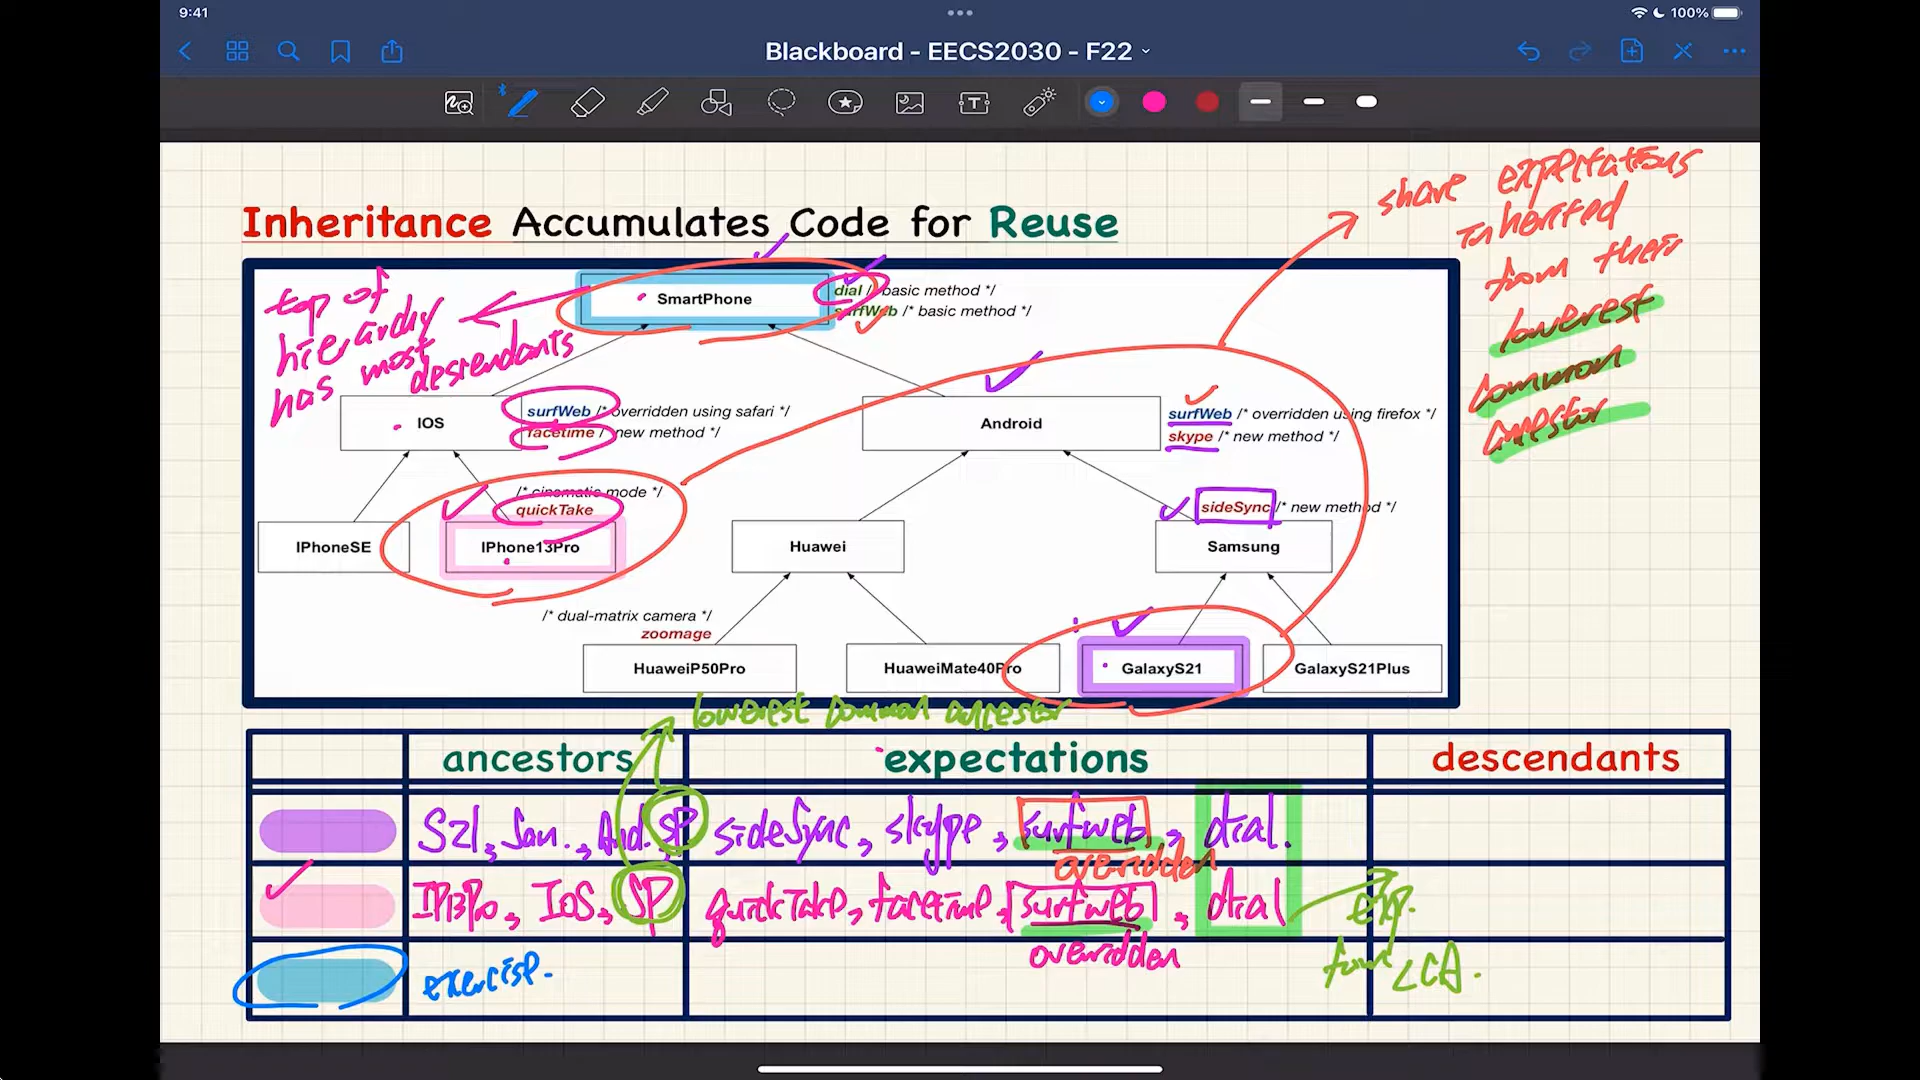 9:41
100%
Blackboard - EECS2030 - F22
Inheritance Accumulates Code for Reuse
share expectations
inherited
from their
lowerest
common
ancestor
top of
hierarchy
has most
descendants
SmartPhone
dial /* basic method */
surfWeb /* basic method */
IOS
surfWeb /* overridden using safari */
facetime /* new method */
Android
surfWeb /* overridden using firefox */
skype /* new method */
/* cinematic mode */
quickTake
sideSync /* new method */
IPhoneSE
IPhone13Pro
Huawei
Samsung
/* dual-matrix camera */
zoomage
HuaweiP50Pro
HuaweiMate40Pro
GalaxyS21
GalaxyS21Plus
lowerest common ancestor
ancestors
expectations
descendants
S21, Sam., And. SP
sideSync, skype, surfweb, dial.
overridden
IP13Pro, IOS, SP
quickTake, facetime, surfweb, dial
overridden
exp.
from LCA.
exercise.